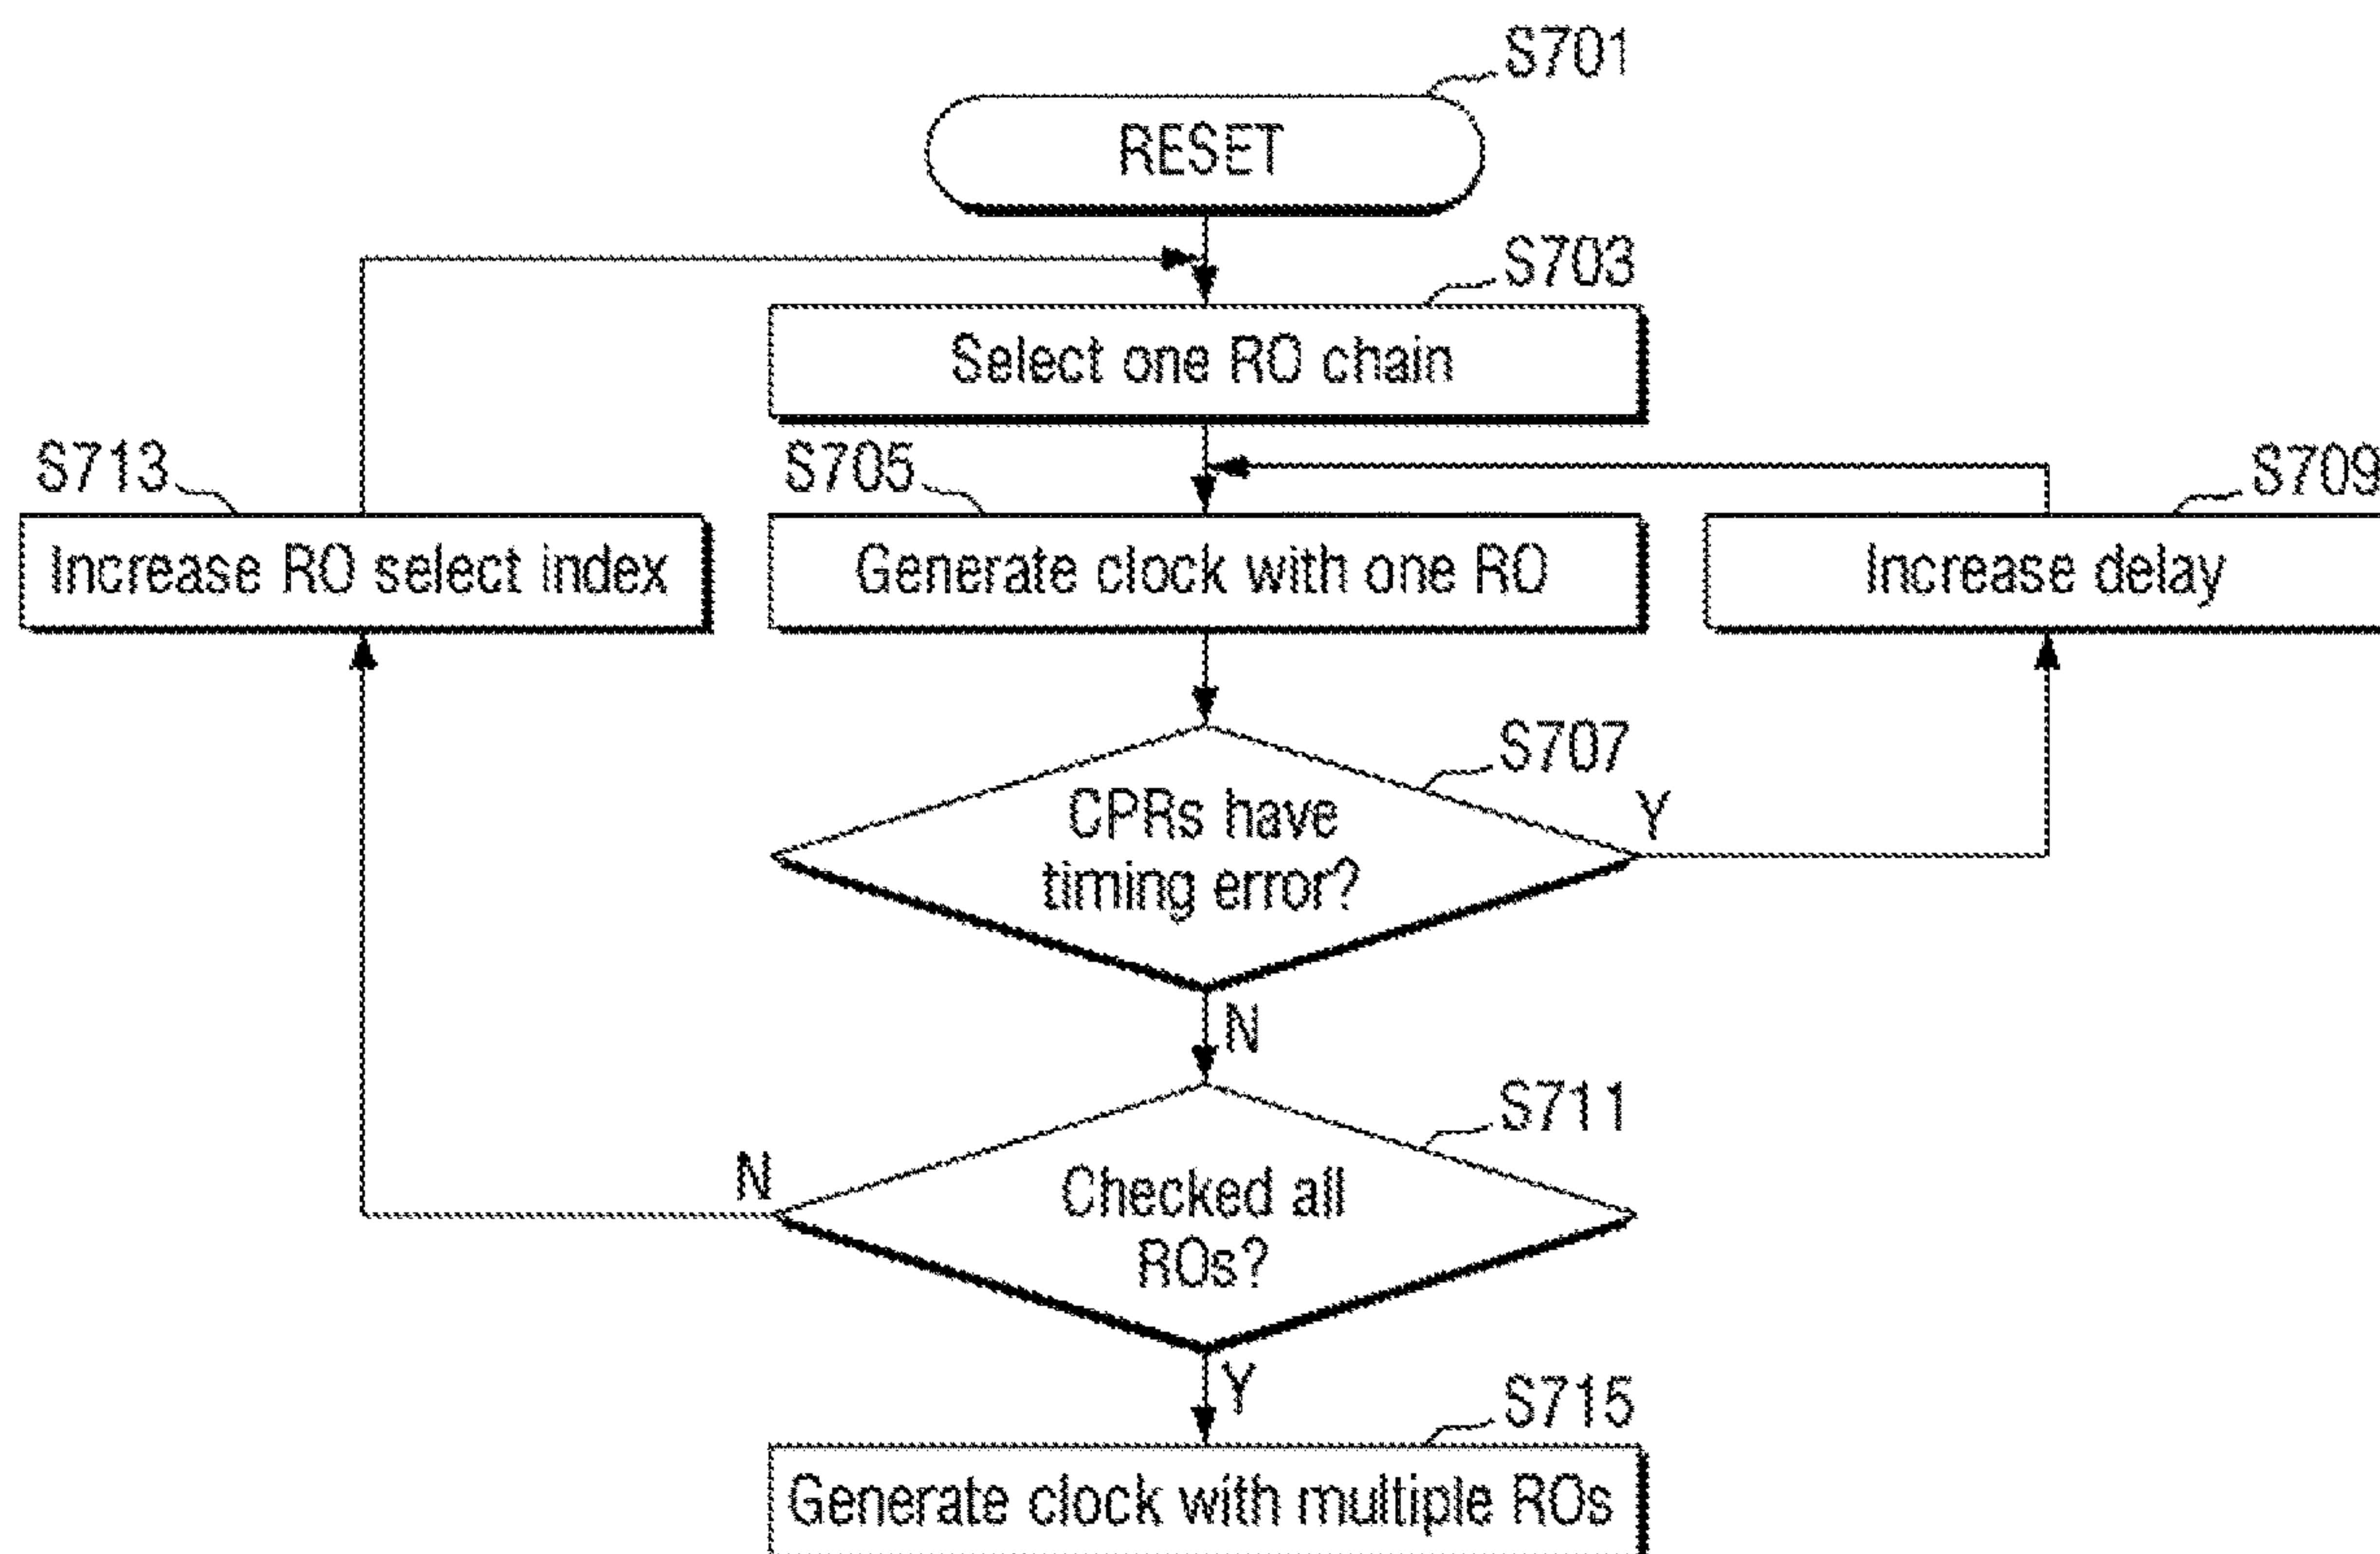 S701
RESET
S703
Select one RO chain
S713
S705
S709
Increase RO select index
Generate clock with one RO
Increase delay
S707
CPRs have
timing error?
Y
N
S711
N
Checked all
ROs?
Y
S715
Generate clock with multiple ROs